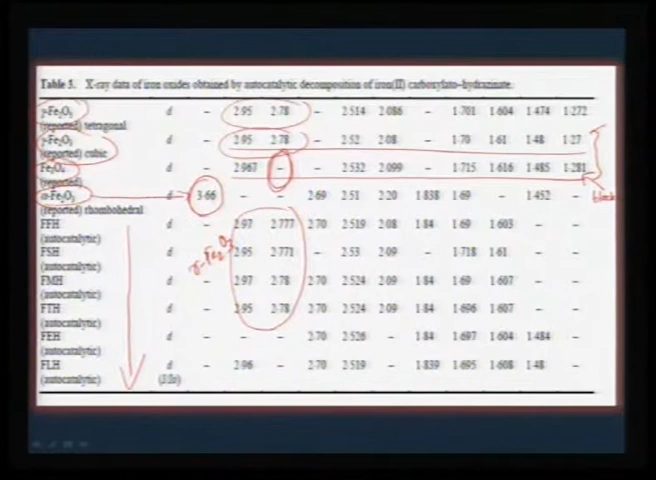 Table 5. X-ray data of iron oxides obtained by autocatalytic decomposition of iron(II) carboxylato-hydrazinate.
γ-Fe₂O₃ d – 2·95 2·78 – 2·514 2·086 – 1·701 1·604 1·474 1·272
(reported) tetragonal
γ-Fe₂O₃ d – 2·95 2·78 – 2·52 2·08 – 1·70 1·61 1·48 1·27
(reported) cubic
Fe₃O₄ d – 2·967 – – 2·532 2·099 – 1·715 1·616 1·485 1·281
(reported)
black
α-Fe₂O₃ d 3·66 – – 2·69 2·51 2·20 1·838 1·69 – 1·452 –
(reported) rhombohedral
FFH d – 2·97 2·777 2·70 2·519 2·08 1·84 1·69 1·603 – –
(autocatalytic)
γ-Fe₂O₃
FSH d – 2·95 2·771 – 2·53 2·09 – 1·718 1·61 – –
(autocatalytic)
FMH d – 2·97 2·78 2·70 2·524 2·09 1·84 1·69 1·607 – –
(autocatalytic)
FTH d – 2·95 2·78 2·70 2·524 2·09 1·84 1·696 1·607 – –
(autocatalytic)
FEH d – – – 2·70 2·526 – 1·84 1·697 1·604 1·484 –
(autocatalytic)
FLH d – 2·96 – 2·70 2·519 – 1·839 1·695 1·608 1·48 –
(autocatalytic)